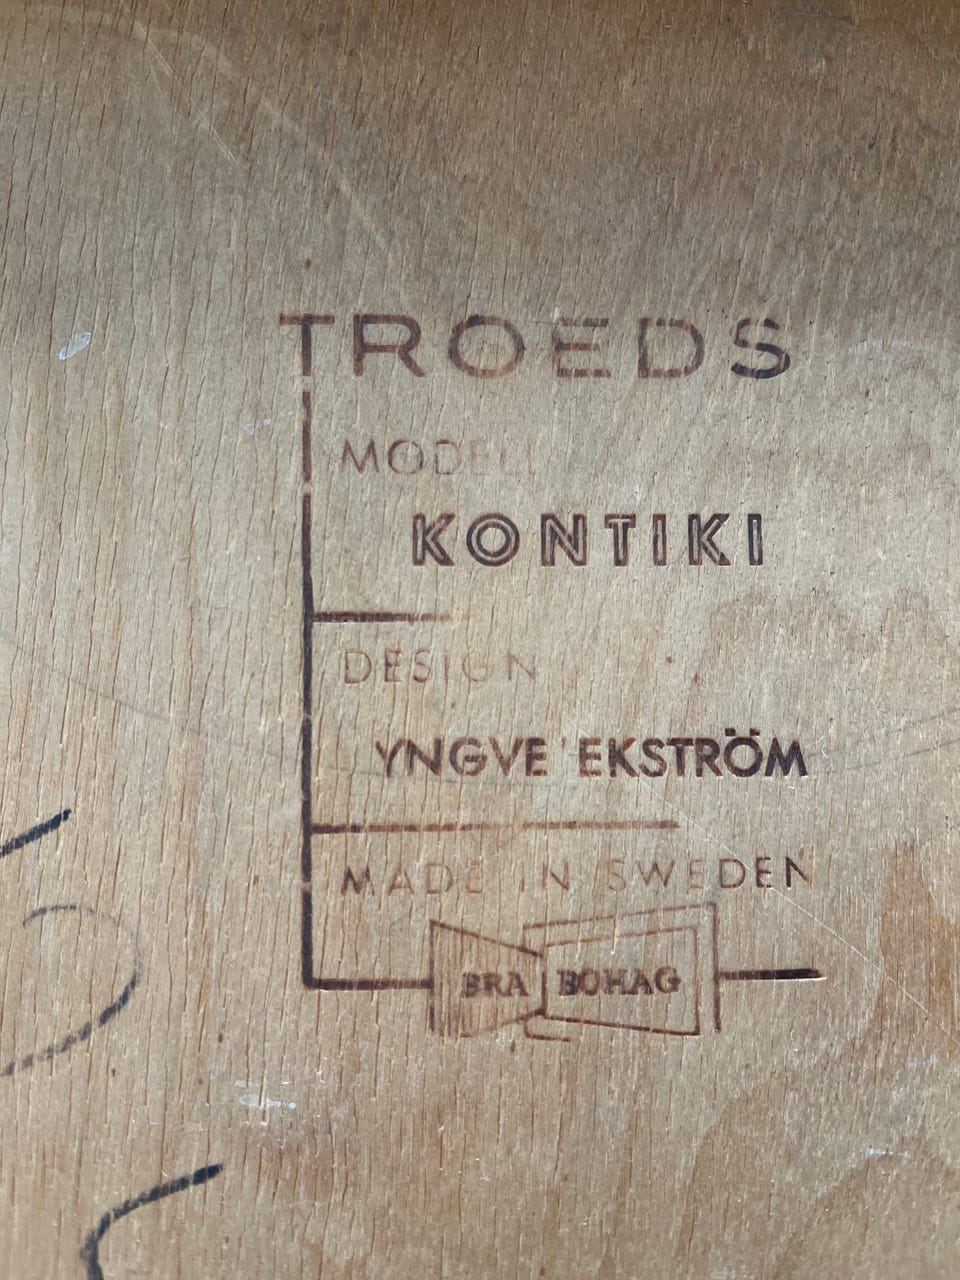 TROEDS
MODELL
KONTIKI
DESIGN
YNGVE EKSTRÖM
MADE IN SWEDEN
BRA BOHAG